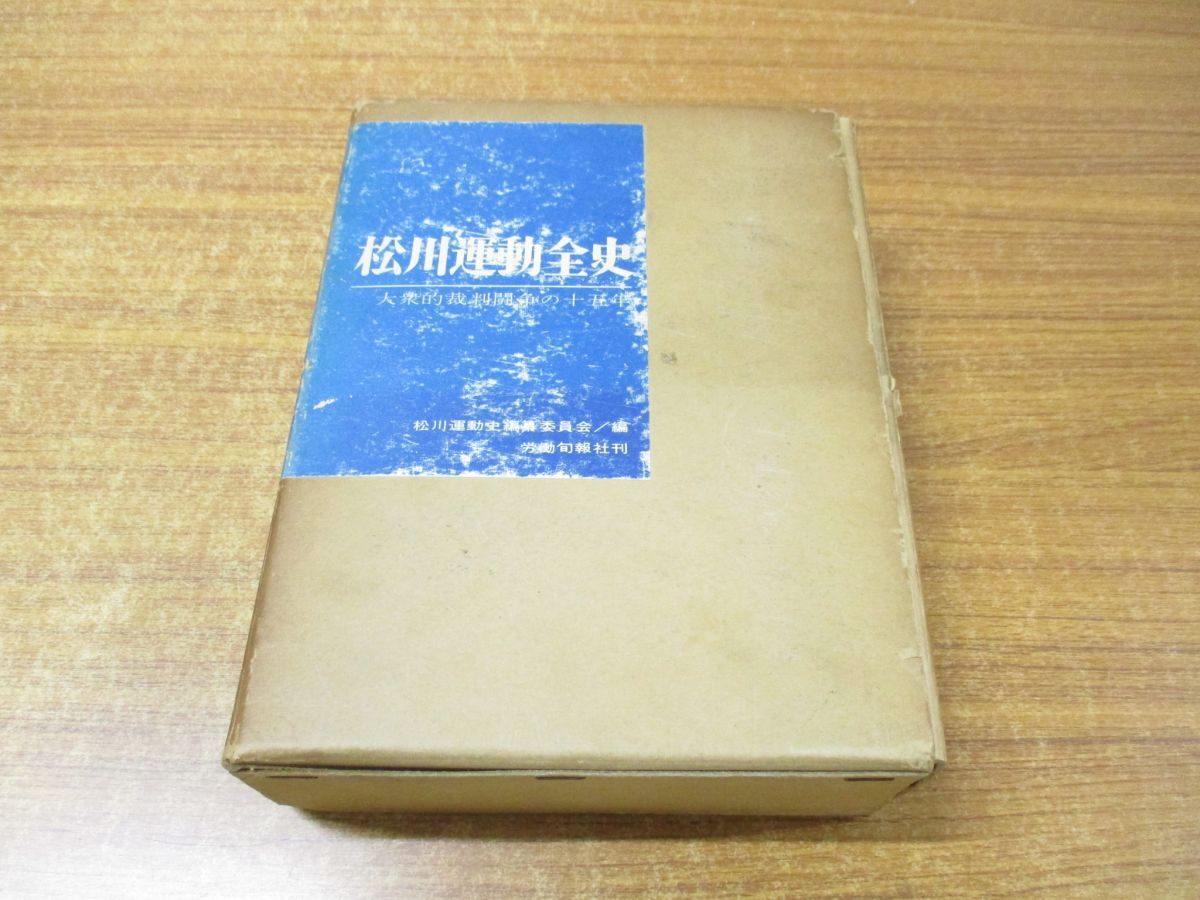 松川運動全史
大衆的裁判闘争の十五年
松川運動史編纂委員会／編
労働旬報社刊